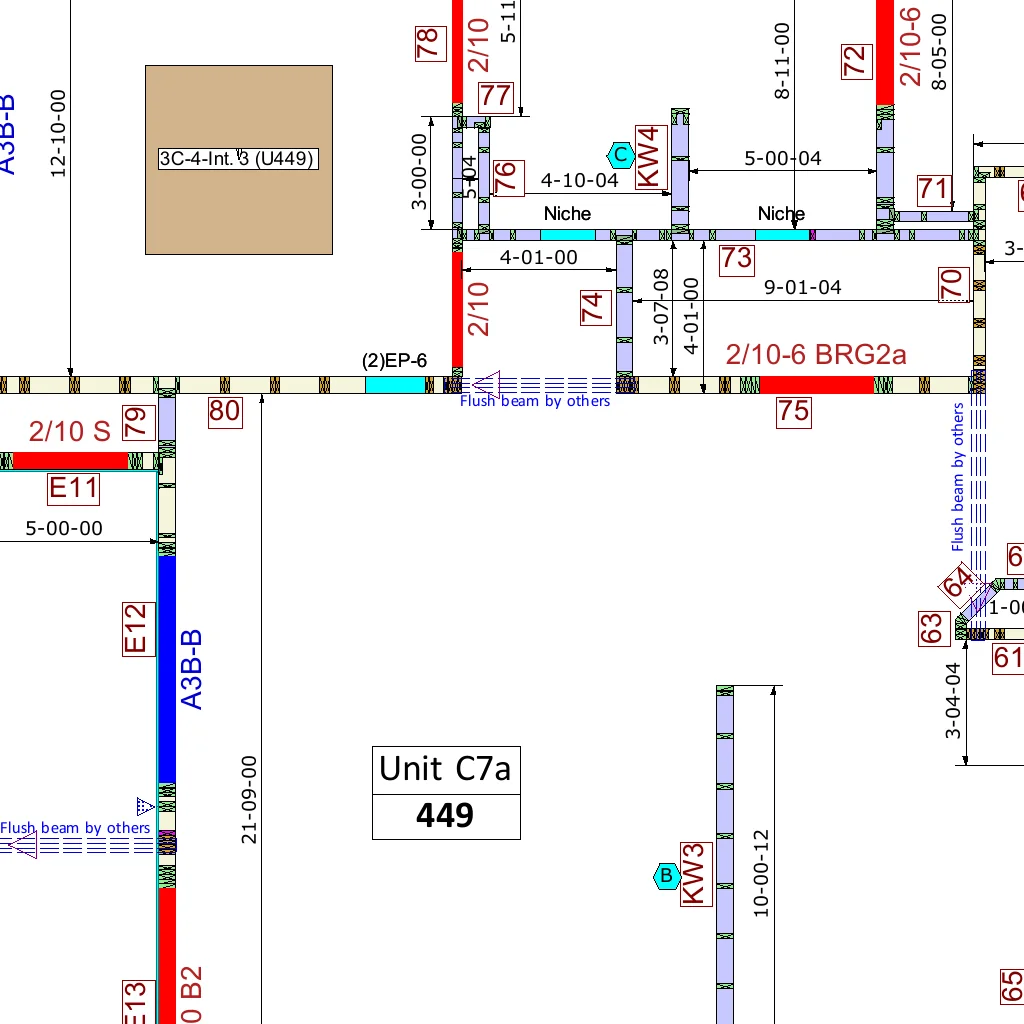 78
2/10
5-11
8-11-00
72
2/10-6
8-05-00
A3B-B
12-10-00
77
3C-4-Int. 3 (U449)
3-00-00
5-04
76
4-10-04
C
KW4
5-00-04
71
Niche
Niche
4-01-00
73
3-
2/10
74
3-07-08
4-01-00
9-01-04
70
(2)EP-6
2/10-6 BRG2a
Flush beam by others
79
80
75
2/10 S
E11
Flush beam by others
5-00-00
64
63
61
1-00
E12
A3B-B
3-04-04
21-09-00
Unit C7a
449
Flush beam by others
B
KW3
10-00-12
E13
0 B2
65